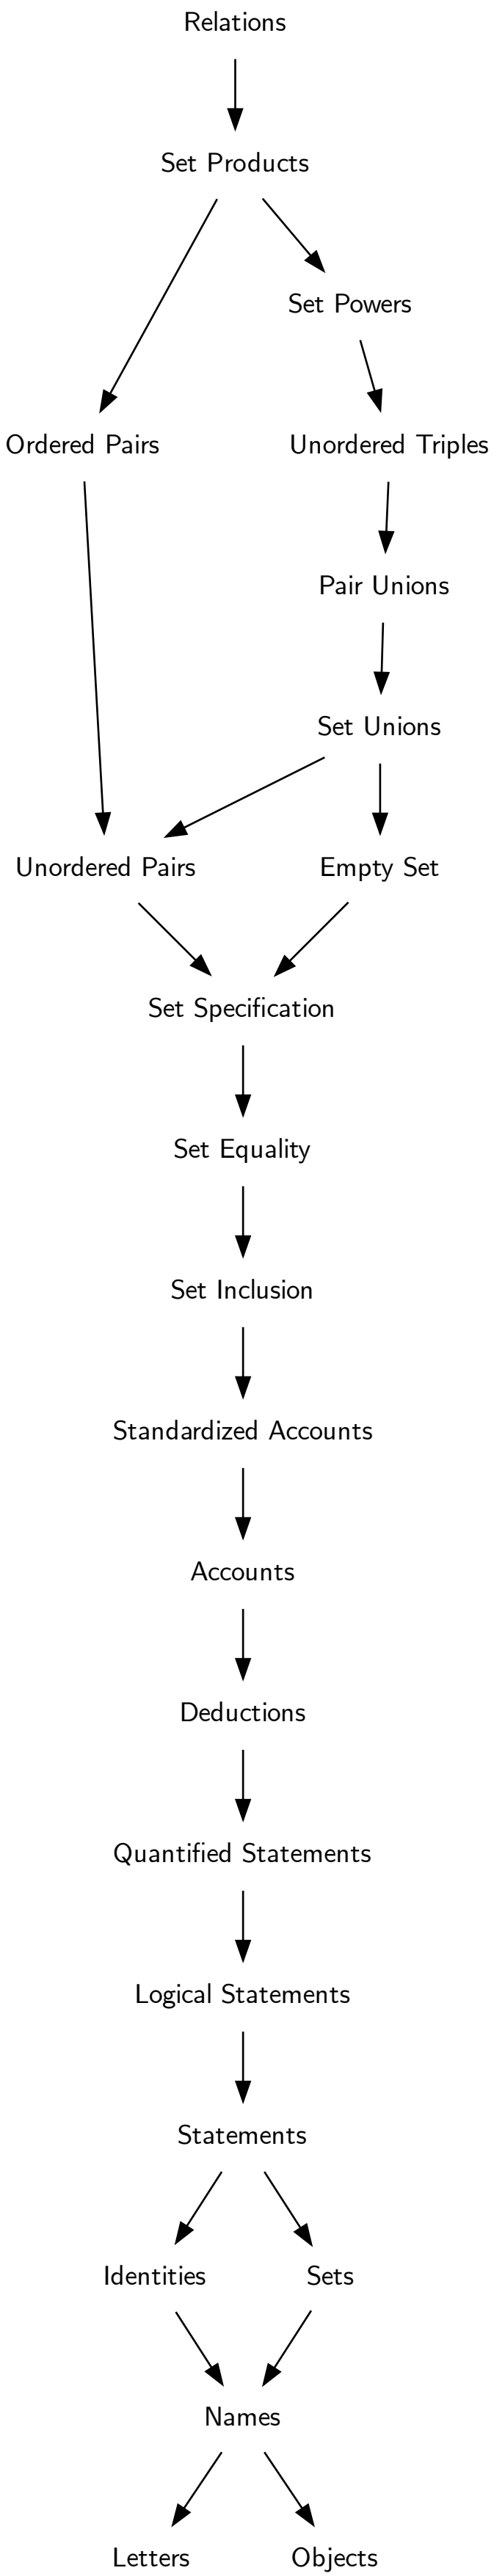 Relations
Set Products
Set Powers
Ordered Pairs
Unordered Triples
Pair Unions
Set Unions
Unordered Pairs
Empty Set
Set Specification
Set Equality
Set Inclusion
Standardized Accounts
Accounts
Deductions
Quantified Statements
Logical Statements
Statements
Identities
Sets
Names
Letters
Objects